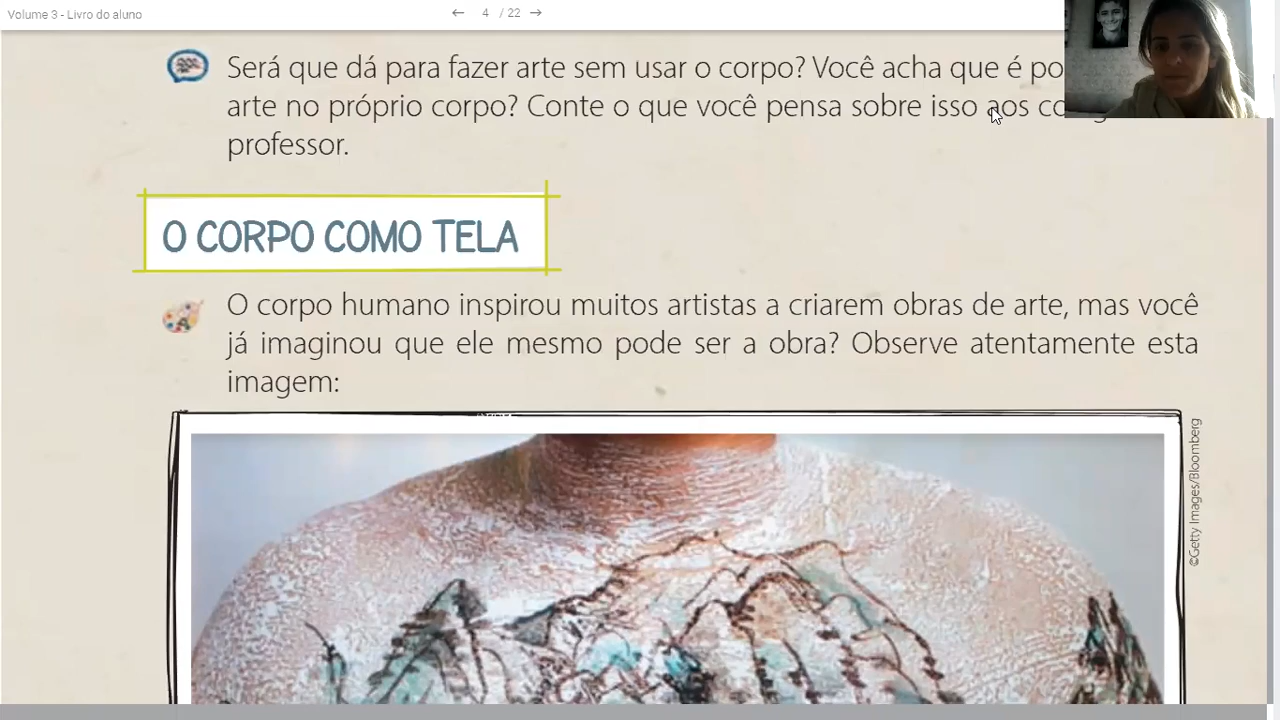 Volume 3 - Livro do aluno
← 4 / 22 →
Será que dá para fazer arte sem usar o corpo? Você acha que é
arte no próprio corpo? Conte o que você pensa sobre isso aos
professor.
O CORPO COMO TELA
O corpo humano inspirou muitos artistas a criarem obras de arte, mas você
já imaginou que ele mesmo pode ser a obra? Observe atentamente esta
imagem:
©Getty Images/Bloomberg